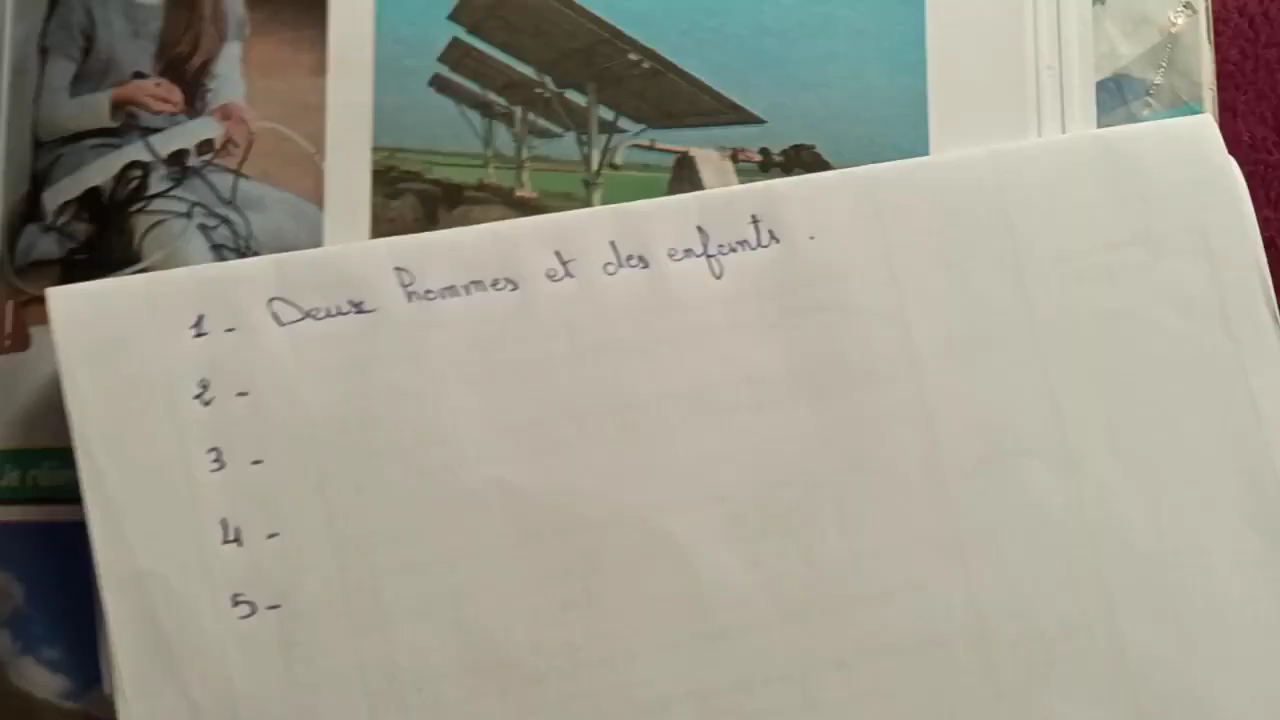 1- Deux hommes et des enfants.
2-
3-
4-
5-